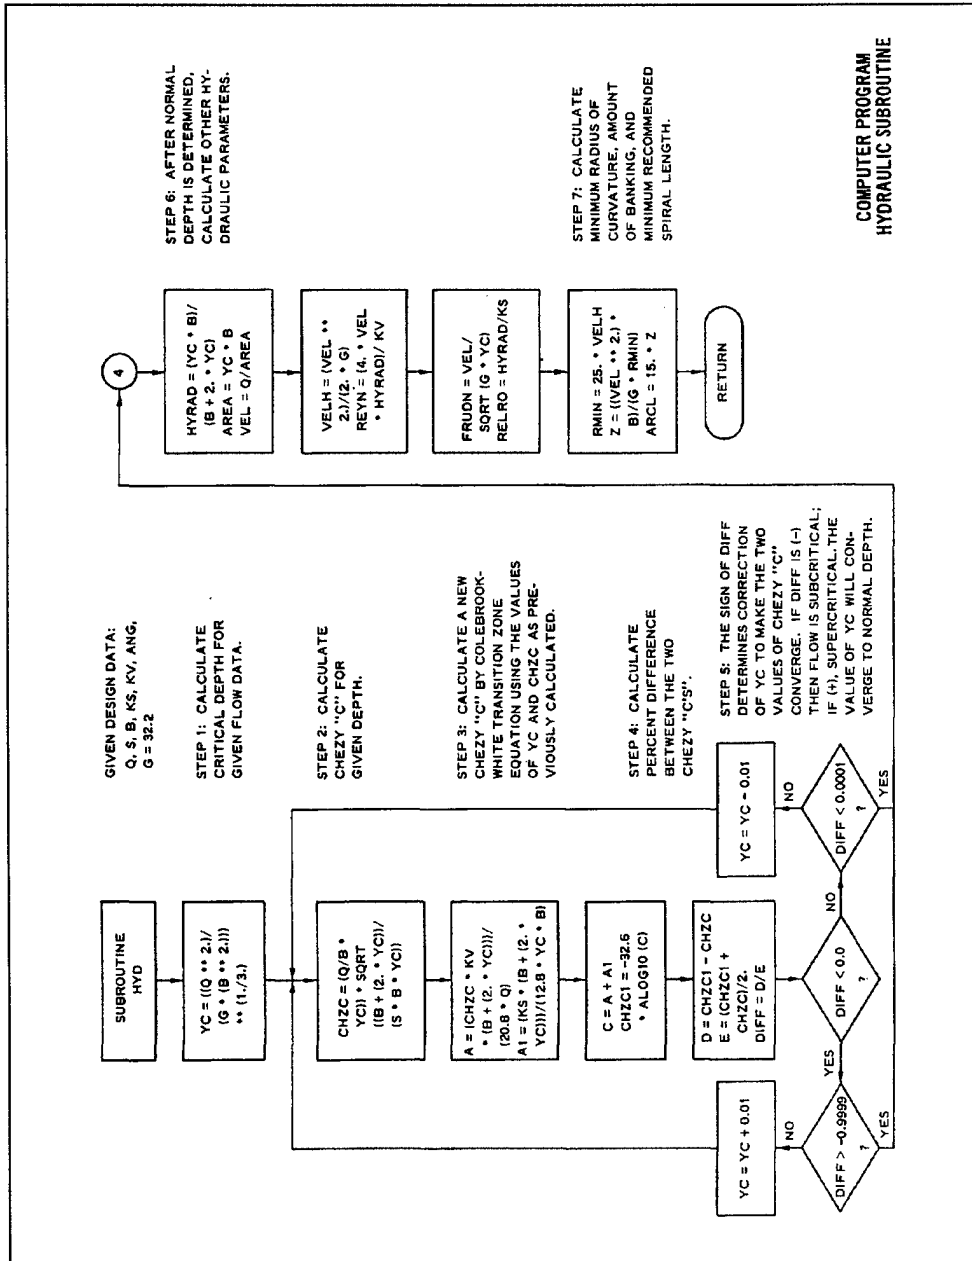 GIVEN DESIGN DATA:
Q, S, B, KS, KV, ANG,
G = 32.2
STEP 1: CALCULATE
CRITICAL DEPTH FOR
GIVEN FLOW DATA.
STEP 2: CALCULATE
CHEZY "C" FOR
GIVEN DEPTH.
STEP 3: CALCULATE A NEW
CHEZY "C" BY COLEBROOK-
WHITE TRANSITION ZONE
EQUATION USING THE VALUES
OF YC AND CHZC AS PRE-
VIOUSLY CALCULATED.
STEP 4: CALCULATE
PERCENT DIFFERENCE
BETWEEN THE TWO
CHEZY "C'S".
STEP 5: THE SIGN OF DIFF
DETERMINES CORRECTION
OF YC TO MAKE THE TWO
VALUES OF CHEZY "C"
CONVERGE. IF DIFF IS (-)
THEN FLOW IS SUBCRITICAL;
IF (+), SUPERCRITICAL. THE
VALUE OF YC WILL CON-
VERGE TO NORMAL DEPTH.
SUBROUTINE
HYD
YC = ((Q ** 2.)/
(G * (B ** 2.)))
** (1./3.)
CHZC = (Q/B *
YC)) * SQRT
((B + (2. * YC))/
(S * B * YC))
A = (CHZC * KV
* (B + (2. * YC)))/
(20.8 * Q)
A1 = (KS * (B + (2. *
YC)))/(12.8 * YC * B)
C = A + A1
CHZC1 = -32.6
* ALOG10 (C)
D = CHZC1 - CHZC
E = (CHZC1 +
CHZC)/2.
DIFF = D/E
DIFF < 0.0
?
YES
NO
DIFF > -0.9999
?
NO
YES
YC = YC + 0.01
DIFF < 0.0001
?
NO
YES
YC = YC - 0.01
4
HYRAD = (YC * B)/
(B + 2. * YC)
AREA = YC * B
VEL = Q/AREA
VELH = (VEL **
2.)/(2. * G)
REYN = (4. * VEL
* HYRAD)/ KV
FRUDN = VEL/
SQRT (G * YC)
RELRO = HYRAD/KS
RMIN = 25. * VELH
Z = ((VEL ** 2.) *
B)/(G * RMIN)
ARCL = 15. * Z
RETURN
STEP 6: AFTER NORMAL
DEPTH IS DETERMINED,
CALCULATE OTHER HY-
DRAULIC PARAMETERS.
STEP 7: CALCULATE
MINIMUM RADIUS OF
CURVATURE, AMOUNT
OF BANKING, AND
MINIMUM RECOMMENDED
SPIRAL LENGTH.
COMPUTER PROGRAM
HYDRAULIC SUBROUTINE